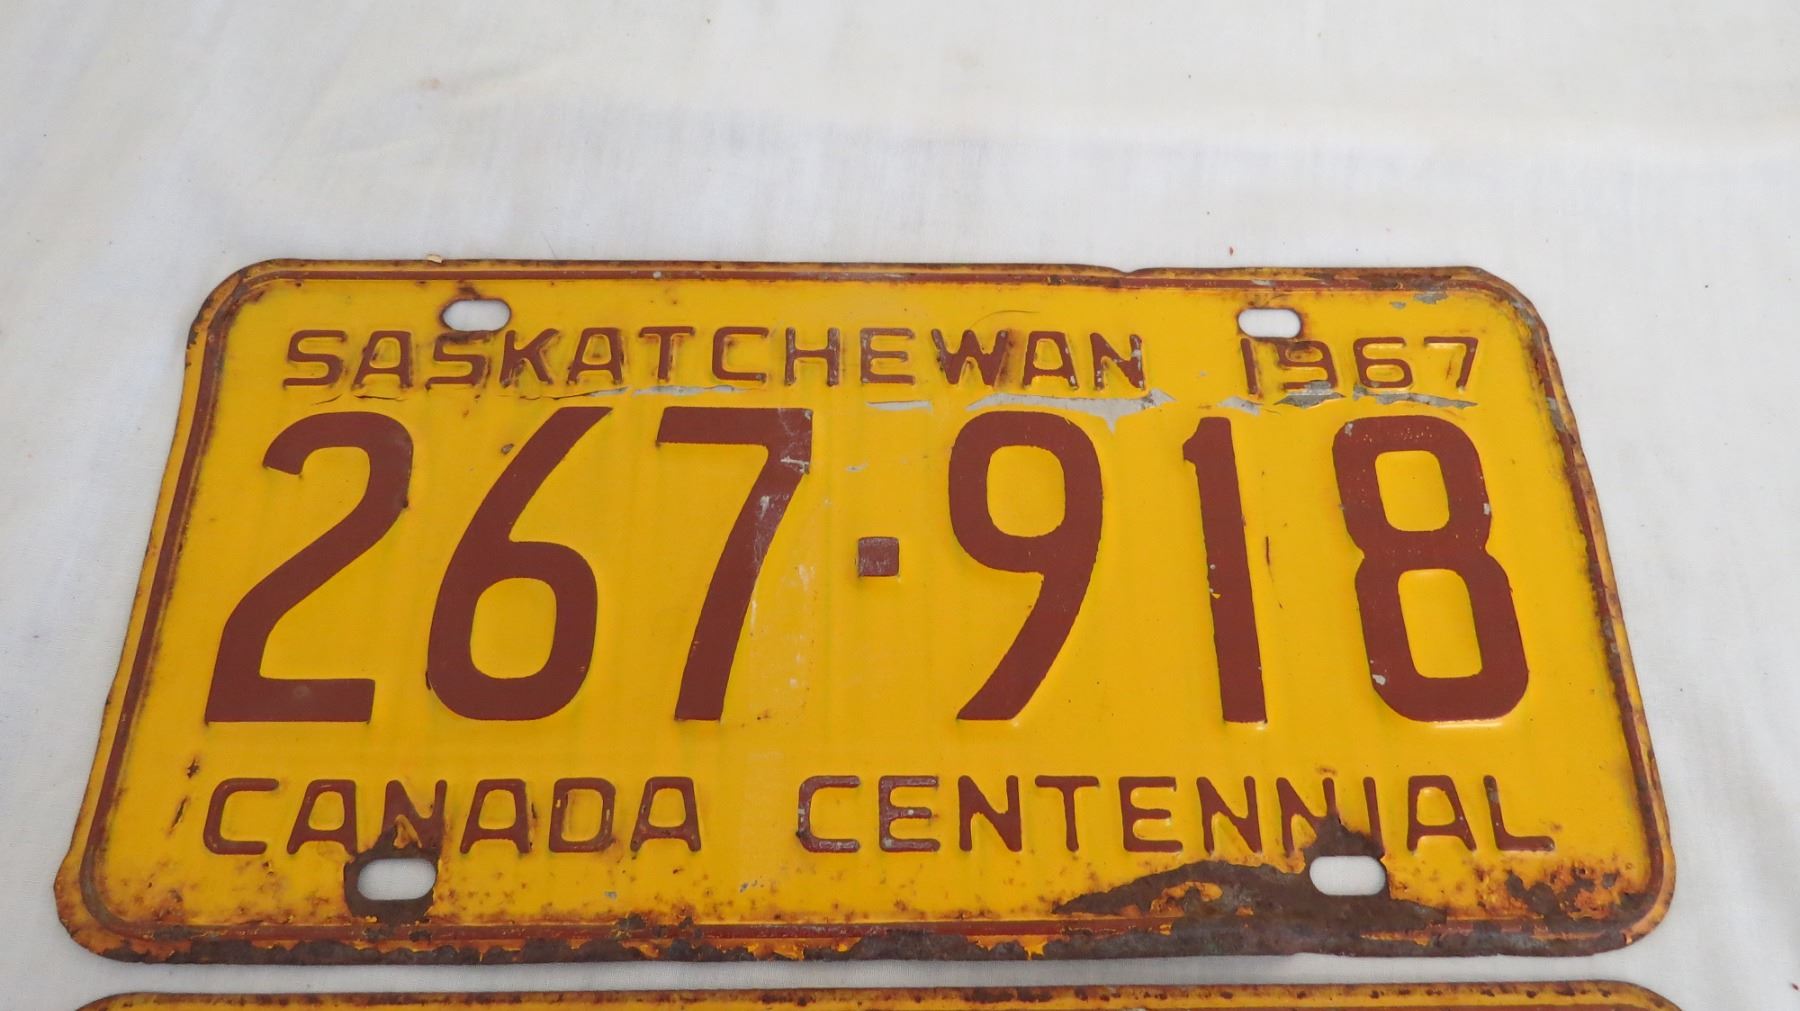 SASKATCHEWAN 1967
267·918
CANADA CENTENNIAL